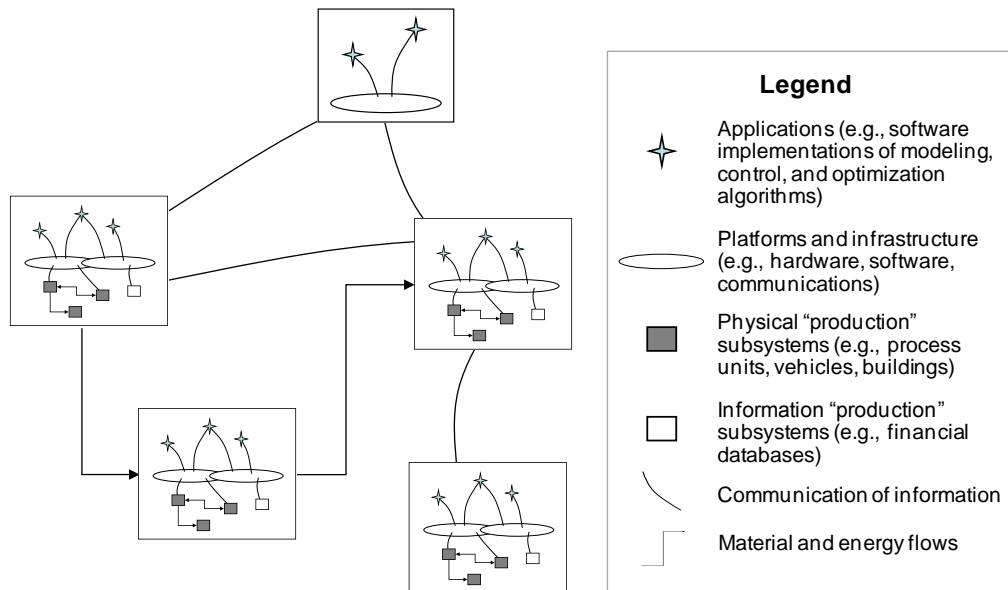 Legend
Applications (e.g., software
implementations of modeling,
control, and optimization
algorithms)
Platforms and infrastructure
(e.g., hardware, software,
communications)
Physical “production”
subsystems (e.g., process
units, vehicles, buildings)
Information “production”
subsystems (e.g., financial
databases)
Communication of information
Material and energy flows